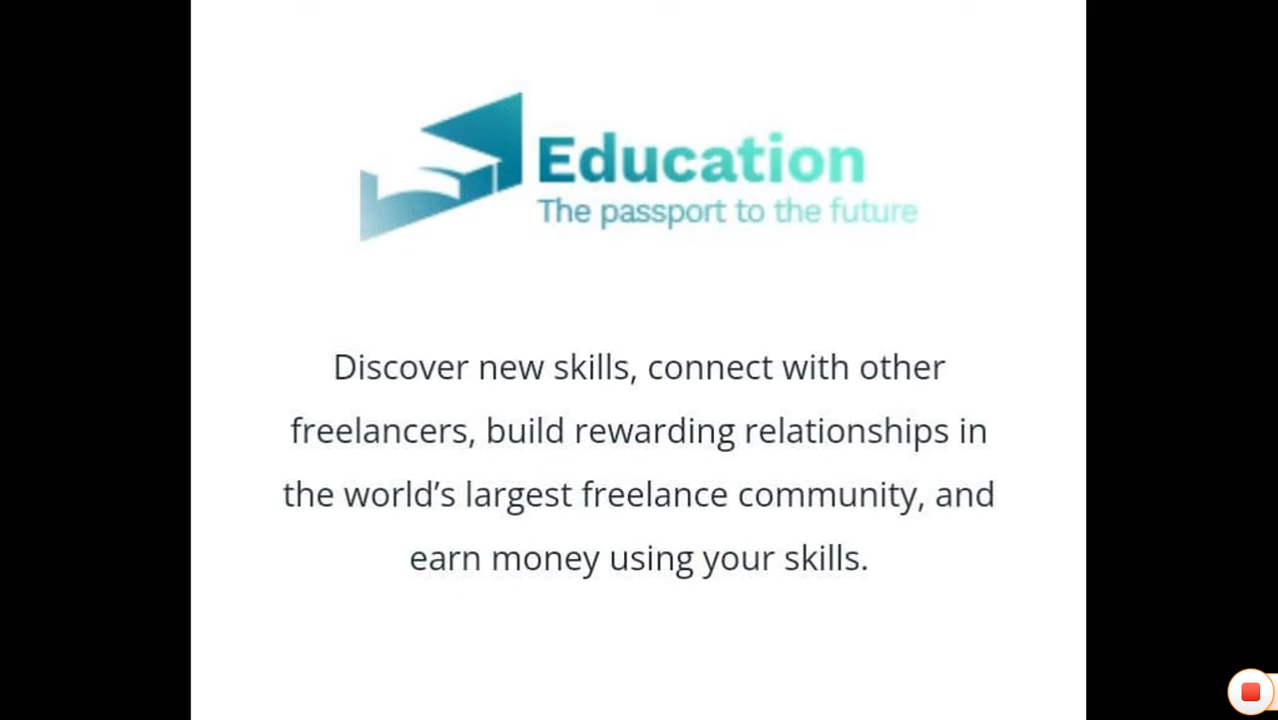 Education
The passport to the future
Discover new skills, connect with other
freelancers, build rewarding relationships in
the world’s largest freelance community, and
earn money using your skills.